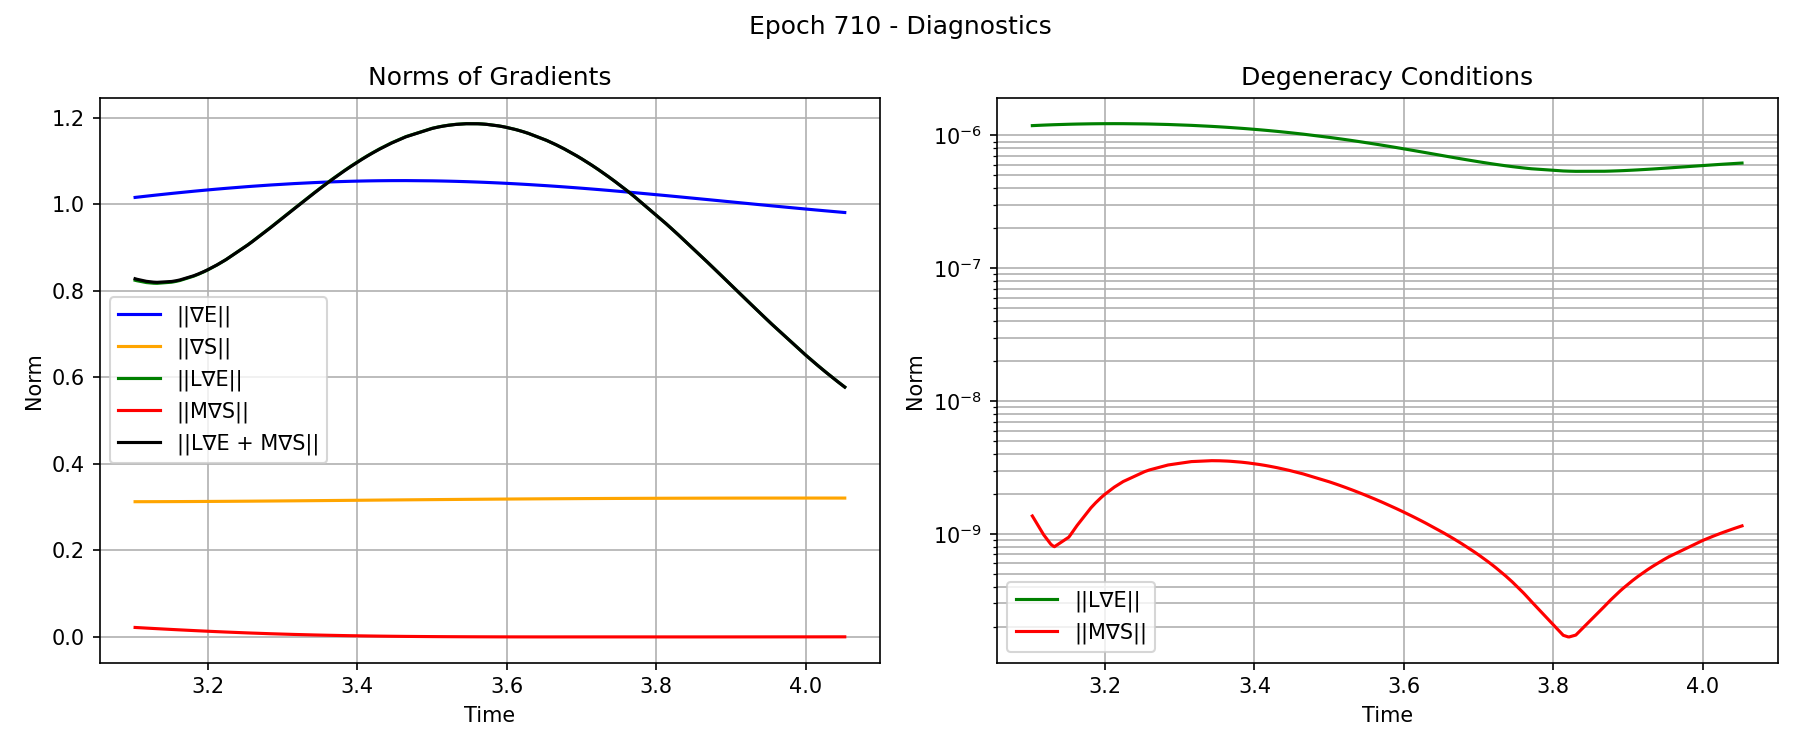 Epoch 710 - Diagnostics
Norms of Gradients
Norm
1.2
1.0
0.8
0.6
0.4
0.2
0.0
||∇E||
||∇S||
||L∇E||
||M∇S||
||L∇E + M∇S||
3.2 3.4 3.6 3.8 4.0
Time
Degeneracy Conditions
Norm
10⁻⁶
10⁻⁷
10⁻⁸
10⁻⁹
||L∇E||
||M∇S||
3.2 3.4 3.6 3.8 4.0
Time